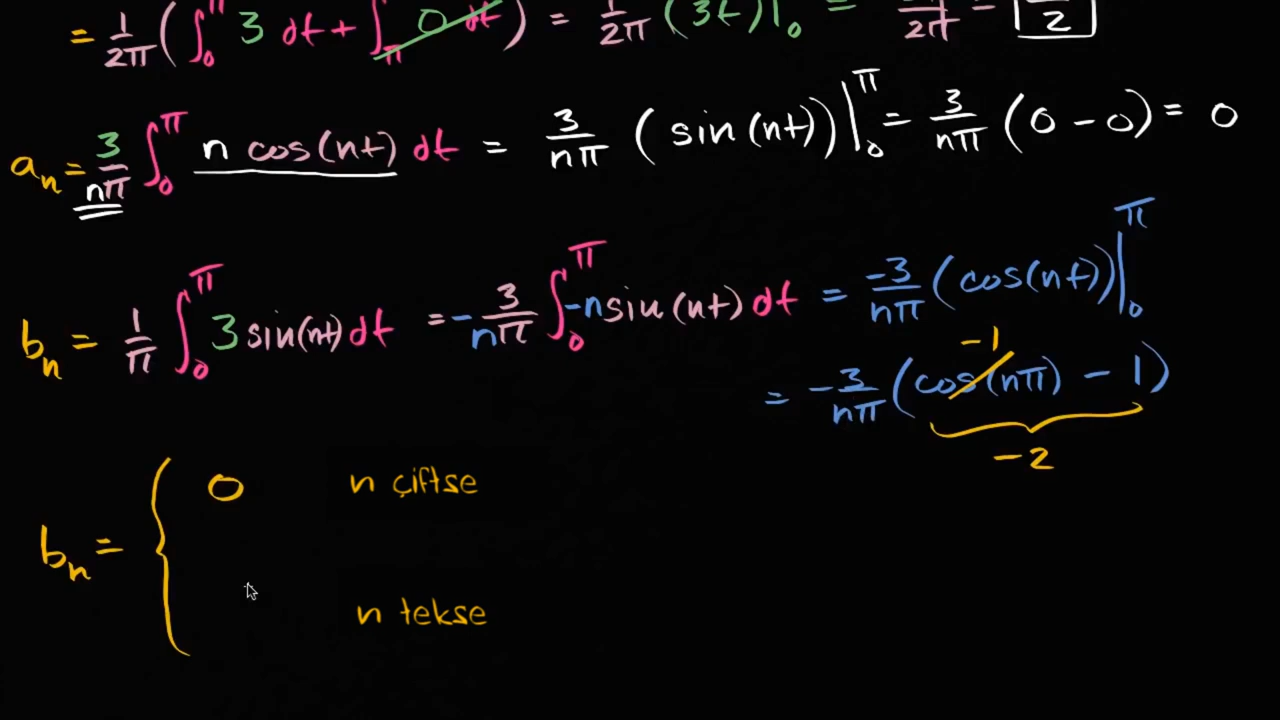 = 1/2π ( ∫₀ 3 dt + ∫ 0 dt ) = 1/2π (3t) |₀ = 2π = 2
aₙ = 3/nπ ∫₀^π n cos(nt) dt = 3/nπ ( sin(nt) ) |₀^π = 3/nπ (0 - 0) = 0
bₙ = 1/π ∫₀^π 3 sin(nt) dt = - 3/nπ ∫₀^π -n sin(nt) dt = -3/nπ ( cos(nt) ) |₀^π
-1
= -3/nπ ( cos(nπ) - 1 )
-2
bₙ = { 0 n çiftse
n tekse